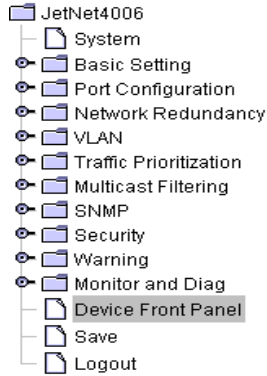 JetNet4006
System
Basic Setting
Port Configuration
Network Redundancy
VLAN
Traffic Prioritization
Multicast Filtering
SNMP
Security
Warning
Monitor and Diag
Device Front Panel
Save
Logout